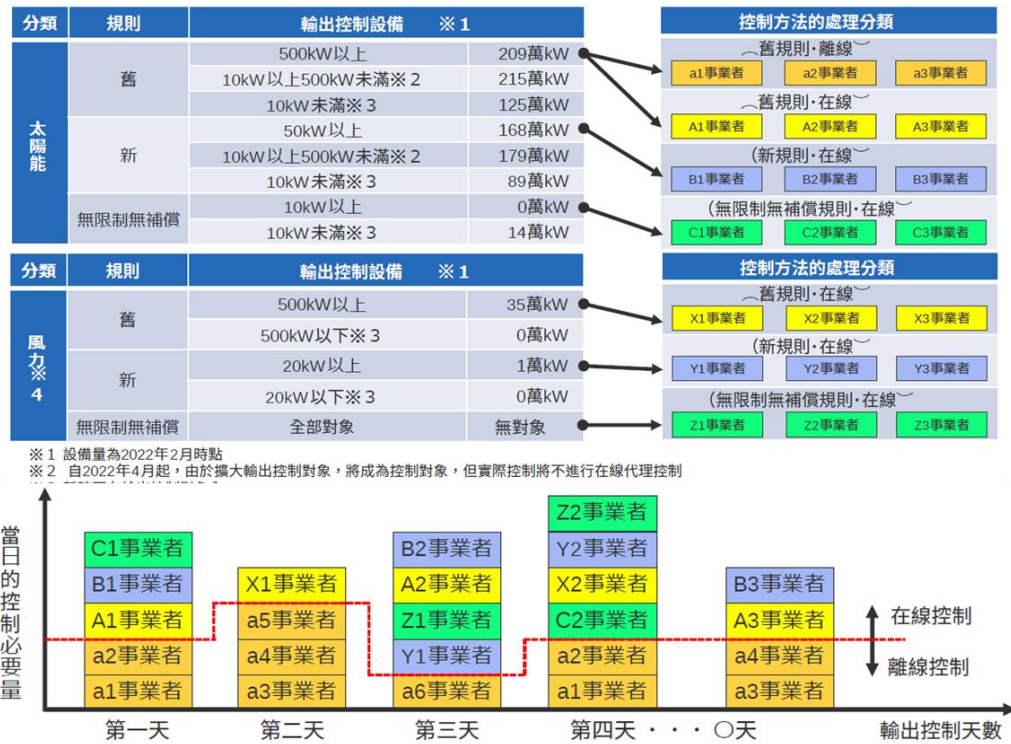 分類 規則 輸出控制設備 ※1
太陽能 舊 500kW以上 209萬kW
10kW以上500kW未滿※2 215萬kW
10kW未滿※3 125萬kW
新 50kW以上 168萬kW
10kW以上500kW未滿※2 179萬kW
10kW未滿※3 89萬kW
無限制無補償 10kW以上 0萬kW
10kW未滿※3 14萬kW
控制方法的處理分類
(舊規則·離線)
a1事業者 a2事業者 a3事業者
(舊規則·在線)
A1事業者 A2事業者 A3事業者
(新規則·在線)
B1事業者 B2事業者 B3事業者
(無限制無補償規則·在線)
C1事業者 C2事業者 C3事業者
分類 規則 輸出控制設備 ※1
風力※4 舊 500kW以上 35萬kW
500kW以下※3 0萬kW
新 20kW以上 1萬kW
20kW以下※3 0萬kW
無限制無補償 全部對象 無對象
控制方法的處理分類
(舊規則·在線)
X1事業者 X2事業者 X3事業者
(新規則·在線)
Y1事業者 Y2事業者 Y3事業者
(無限制無補償規則·在線)
Z1事業者 Z2事業者 Z3事業者
※1 設備量為2022年2月時點
※2 自2022年4月起，由於擴大輸出控制對象，將成為控制對象，但實際控制將不進行在線代理控制
當日的控制必要量
C1事業者
B1事業者
A1事業者
a2事業者
a1事業者
第一天
X1事業者
a5事業者
a4事業者
a3事業者
第二天
B2事業者
A2事業者
Z1事業者
Y1事業者
a6事業者
第三天
Z2事業者
Y2事業者
X2事業者
C2事業者
a2事業者
a1事業者
第四天
・・・
B3事業者
A3事業者
a4事業者
a3事業者
〇天
在線控制
離線控制
輸出控制天數